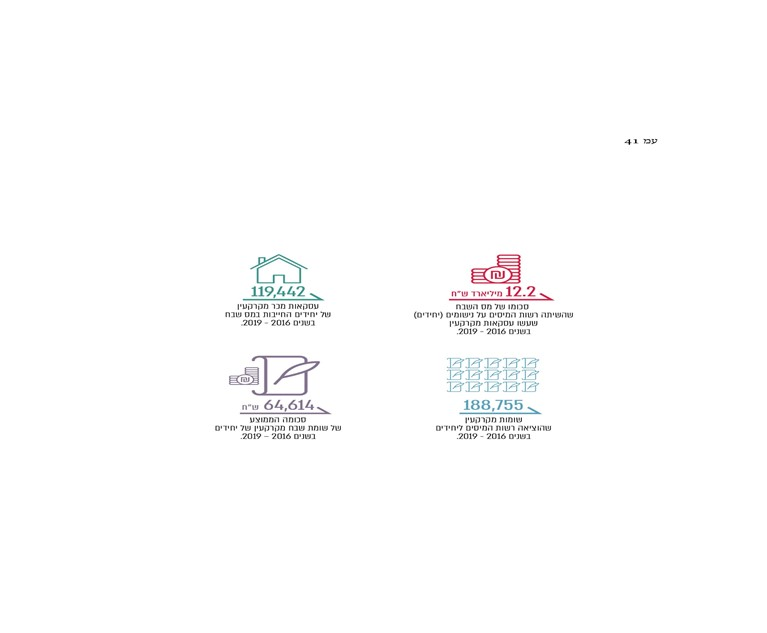 עמ׳ 41
12.2 מיליארד ש"ח
סכומו של מס השבח
שהשיתה רשות המיסים על נישומים (יחידים)
שעשו עסקאות מקרקעין
בשנים 2016 - 2019.
119,442
עסקאות מכר מקרקעין
של יחידים החייבות במס שבח
בשנים 2016 - 2019.
188,755
שומות מקרקעין
שהוציאה רשות המיסים ליחידים
בשנים 2016 - 2019.
64,614 ש"ח
סכומה הממוצע
של שומת שבח מקרקעין של יחידים
בשנים 2016 – 2019.